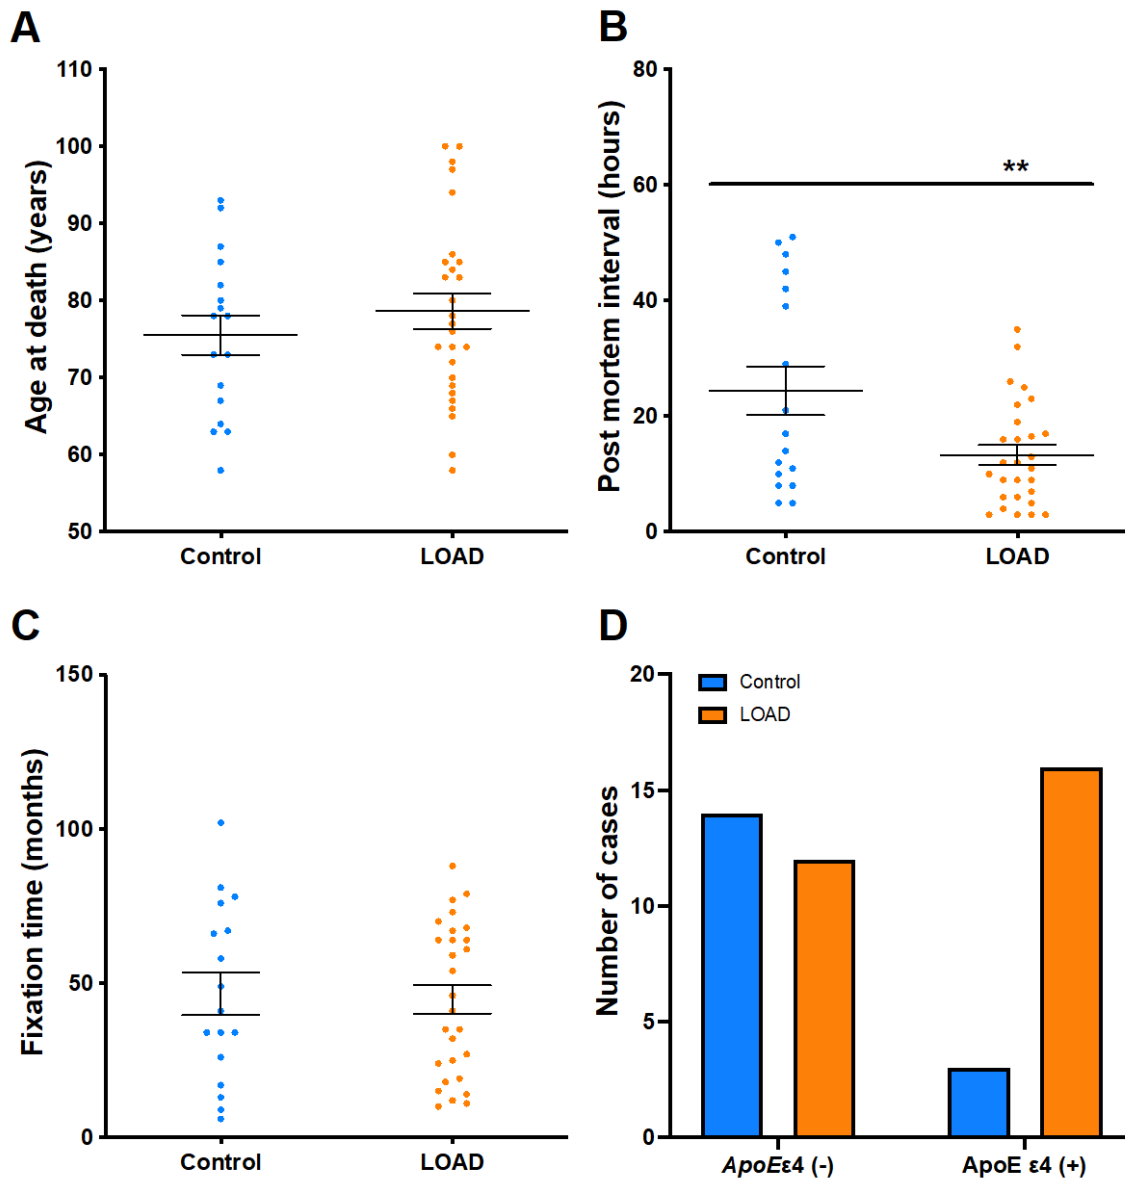 A
Age at death (years)
110
100
90
80
70
60
50
Control
LOAD
B
Post mortem interval (hours)
80
60
40
20
0
**
Control
LOAD
C
Fixation time (months)
150
100
50
0
Control
LOAD
D
Number of cases
20
15
10
5
0
Control
LOAD
ApoEε4 (-)
ApoE ε4 (+)